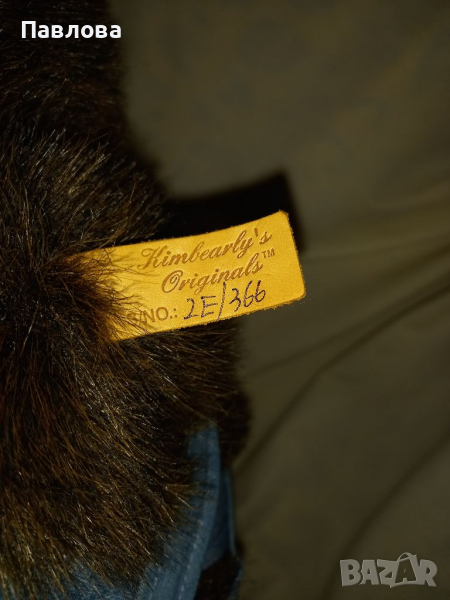 Павлова
Kimbearly's
Originals™
S/NO.: 2E/366
BAZAR